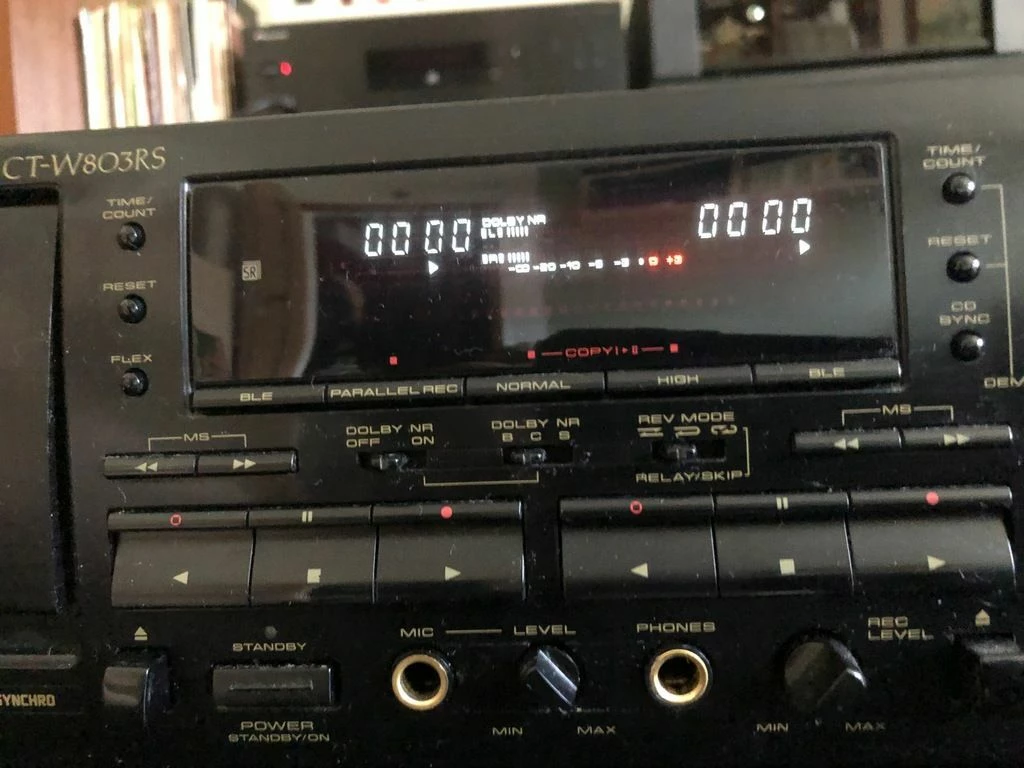 CT-W803RS
TIME/
COUNT
RESET
FLEX
0000
DOLBY NR
L
R
-∞ -20 -10 -5 -3 • 0 +3
0000
SR
COPY
BLE
PARALLEL REC
NORMAL
HIGH
BLE
TIME/
COUNT
RESET
CD
SYNC
DEM
MS
DOLBY NR
OFF ON
DOLBY NR
B C S
REV MODE
RELAY/SKIP
MS
SYNCHRO
STANDBY
POWER
STANDBY/ON
MIC
LEVEL
MIN
MAX
PHONES
REC
LEVEL
MIN
MAX